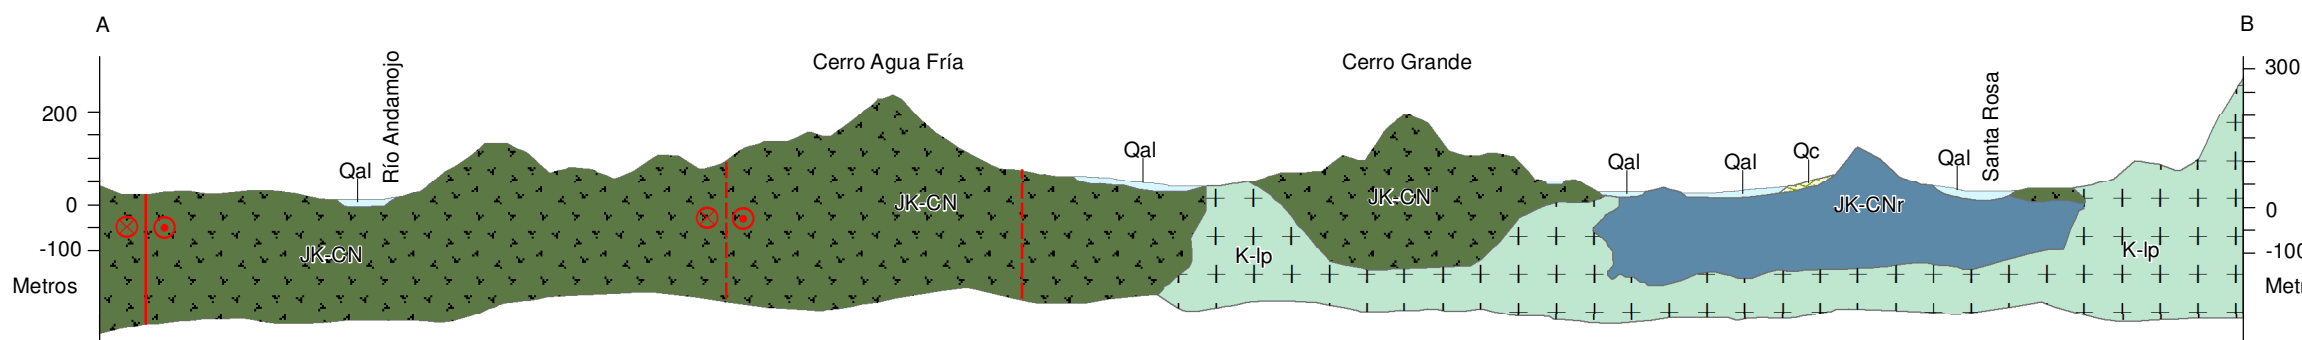 A
B
Cerro Agua Fría
Cerro Grande
Río Andamojo
Santa Rosa
300
200
Qal
Qal
Qal
Qal
Qc
Qal
0
JK-CN
JK-CN
JK-CNr
0
-100
JK-CN
K-Ip
K-Ip
-100
Metros
Metr